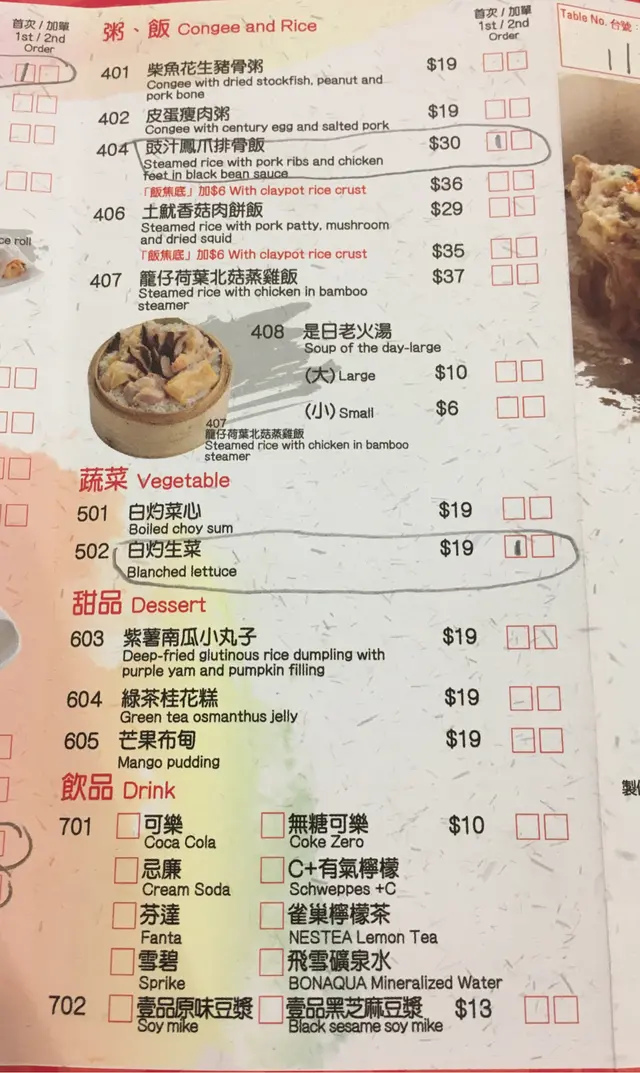 首次/加單
1st / 2nd
Order
粥、飯 Congee and Rice
首次/加單
1st / 2nd
Order
Table No. 台號:
11
401 柴魚花生豬骨粥 $19
Congee with dried stockfish, peanut and
pork bone
402 皮蛋瘦肉粥 $19
Congee with century egg and salted pork
404 豉汁鳳爪排骨飯 $30
Steamed rice with pork ribs and chicken
feet in black bean sauce
「飯焦底」加$6 With claypot rice crust $36
406 土魷香菇肉餅飯 $29
Steamed rice with pork patty, mushroom
and dried squid
「飯焦底」加$6 With claypot rice crust $35
407 籠仔荷葉北菇蒸雞飯 $37
Steamed rice with chicken in bamboo
steamer
ce roll
408 是日老火湯
Soup of the day-large
(大) Large $10
(小) Small $6
407
籠仔荷葉北菇蒸雞飯
Steamed rice with chicken in bamboo
steamer
蔬菜 Vegetable
501 白灼菜心 $19
Boiled choy sum
502 白灼生菜 $19
Blanched lettuce
甜品 Dessert
603 紫薯南瓜小丸子 $19
Deep-fried glutinous rice dumpling with
purple yam and pumpkin filling
604 綠茶桂花糕 $19
Green tea osmanthus jelly
605 芒果布甸 $19
Mango pudding
飲品 Drink
701 可樂 無糖可樂 $10
Coca Cola Coke Zero
忌廉 C+有氣檸檬
Cream Soda Schweppes +C
芬達 雀巢檸檬茶
Fanta NESTEA Lemon Tea
雪碧 飛雪礦泉水
Sprike BONAQUA Mineralized Water
702 壹品原味豆漿 壹品黑芝麻豆漿 $13
Soy mike Black sesame soy mike